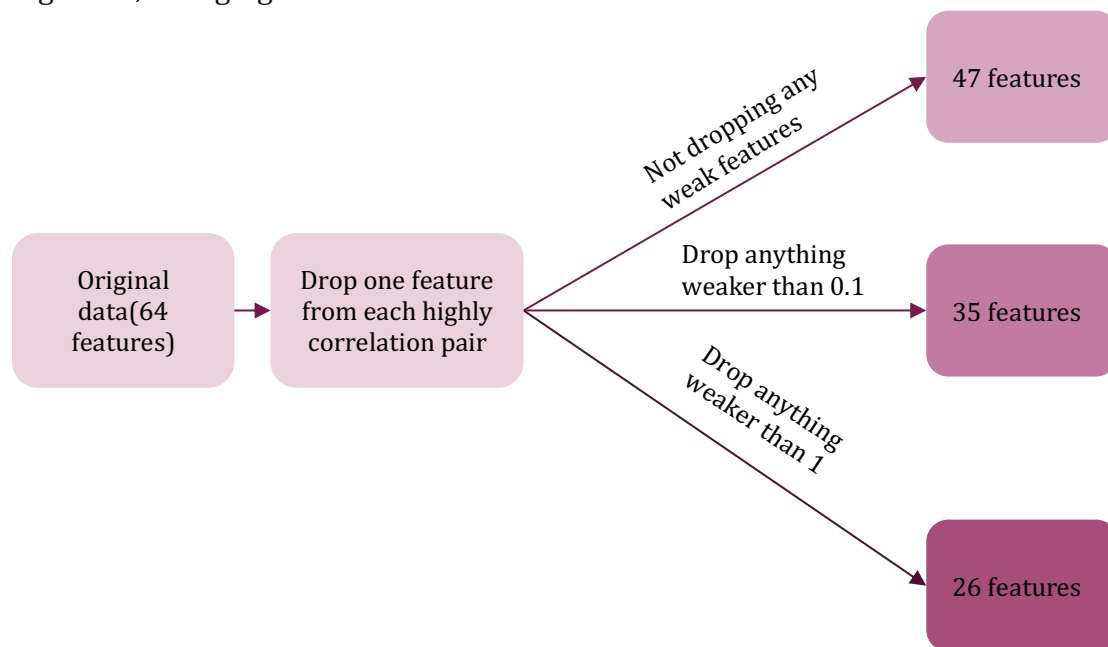 47 features
Not dropping any
weak features
Original
data(64
features)
Drop one feature
from each highly
correlation pair
Drop anything
weaker than 0.1
35 features
Drop anything
weaker than 1
26 features